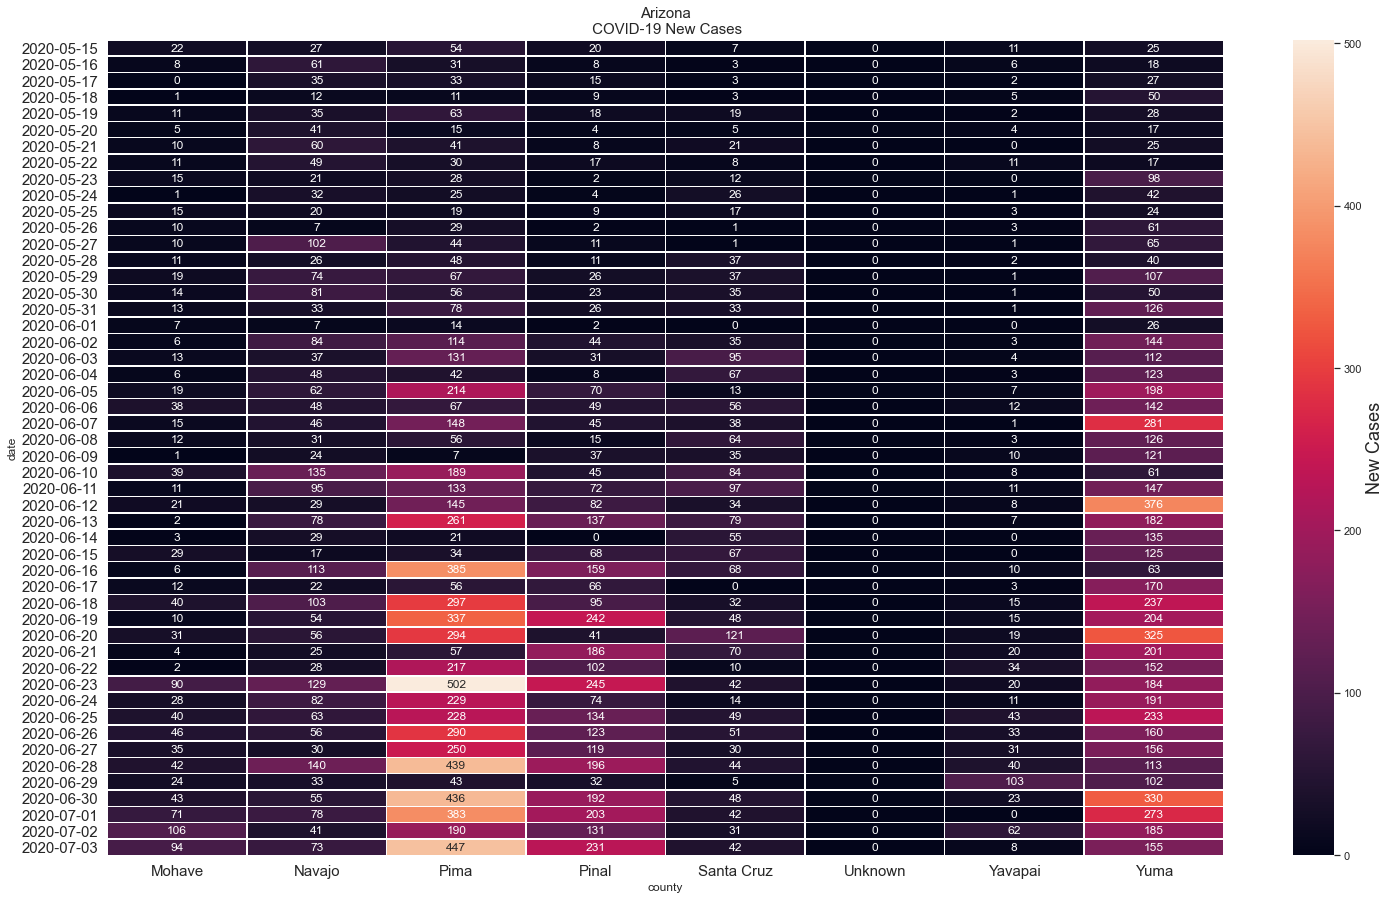 Arizona
COVID-19 New Cases
2020-05-15 22 27 54 20 7 0 11 25
2020-05-16 8 61 31 8 3 0 6 18
2020-05-17 0 35 33 15 3 0 2 27
2020-05-18 1 12 11 9 3 0 5 50
2020-05-19 11 35 63 18 19 0 2 28
2020-05-20 5 41 15 4 5 0 4 17
2020-05-21 10 60 41 8 21 0 0 25
2020-05-22 11 49 30 17 8 0 11 17
2020-05-23 15 21 28 2 12 0 0 98
2020-05-24 1 32 25 4 26 0 1 42
2020-05-25 15 20 19 9 17 0 3 24
2020-05-26 10 7 29 2 1 0 3 61
2020-05-27 10 102 44 11 1 0 1 65
2020-05-28 11 26 48 11 37 0 2 40
2020-05-29 19 74 67 26 37 0 1 107
2020-05-30 14 81 56 23 35 0 1 50
2020-05-31 13 33 78 26 33 0 1 126
2020-06-01 7 7 14 2 0 0 0 26
2020-06-02 6 84 114 44 35 0 3 144
2020-06-03 13 37 131 31 95 0 4 112
2020-06-04 6 48 42 8 67 0 3 123
2020-06-05 19 62 214 70 13 0 7 198
2020-06-06 38 48 67 49 56 0 12 142
2020-06-07 15 46 148 45 38 0 1 281
2020-06-08 12 31 56 15 64 0 3 126
2020-06-09 1 24 7 37 35 0 10 121
2020-06-10 39 135 189 45 84 0 8 61
2020-06-11 11 95 133 72 97 0 11 147
2020-06-12 21 29 145 82 34 0 8 376
2020-06-13 2 78 261 137 79 0 7 182
2020-06-14 3 29 21 0 55 0 0 135
2020-06-15 29 17 34 68 67 0 0 125
2020-06-16 6 113 385 159 68 0 10 63
2020-06-17 12 22 56 66 0 0 3 170
2020-06-18 40 103 297 95 32 0 15 237
2020-06-19 10 54 337 242 48 0 15 204
2020-06-20 31 56 294 41 121 0 19 325
2020-06-21 4 25 57 186 70 0 20 201
2020-06-22 2 28 217 102 10 0 34 152
2020-06-23 90 129 502 245 42 0 20 184
2020-06-24 28 82 229 74 14 0 11 191
2020-06-25 40 63 228 134 49 0 43 233
2020-06-26 46 56 290 123 51 0 33 160
2020-06-27 35 30 250 119 30 0 31 156
2020-06-28 42 140 439 196 44 0 40 113
2020-06-29 24 33 43 32 5 0 103 102
2020-06-30 43 55 436 192 48 0 23 330
2020-07-01 71 78 383 203 42 0 0 273
2020-07-02 106 41 190 131 31 0 62 185
2020-07-03 94 73 447 231 42 0 8 155
Mohave Navajo Pima Pinal Santa Cruz Unknown Yavapai Yuma
county
date
500
400
300
200
100
0
New Cases